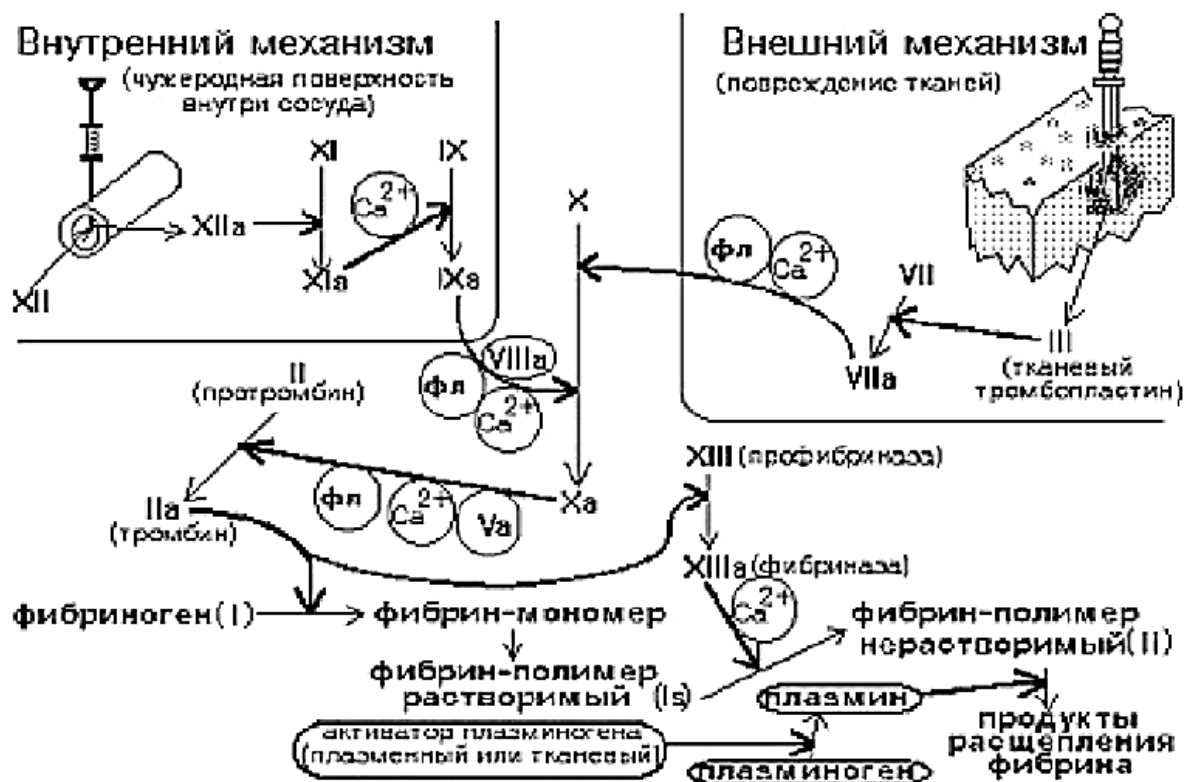 Внутренний механизм
(чужеродная поверхность
внутри сосуда)
XII
XIIa
XI
XIa
Ca2+
IX
IXa
Внешний механизм
(повреждение тканей)
X
фл
Ca2+
VII
VIIa
III
(тканевый
тромбопластин)
VIIIa
фл
Ca2+
II
(протромбин)
IIa
(тромбин)
фл
Ca2+
Va
Xa
XIII (профибриназа)
XIIIa (фибриназа)
Ca2+
фибриноген(I)
фибрин-мономер
фибрин-полимер
растворимый (Is)
фибрин-полимер
нерастворимый(II)
плазмин
активатор плазминогена
(плазменный или тканевый)
плазминоген
продукты
расщепления
фибрина